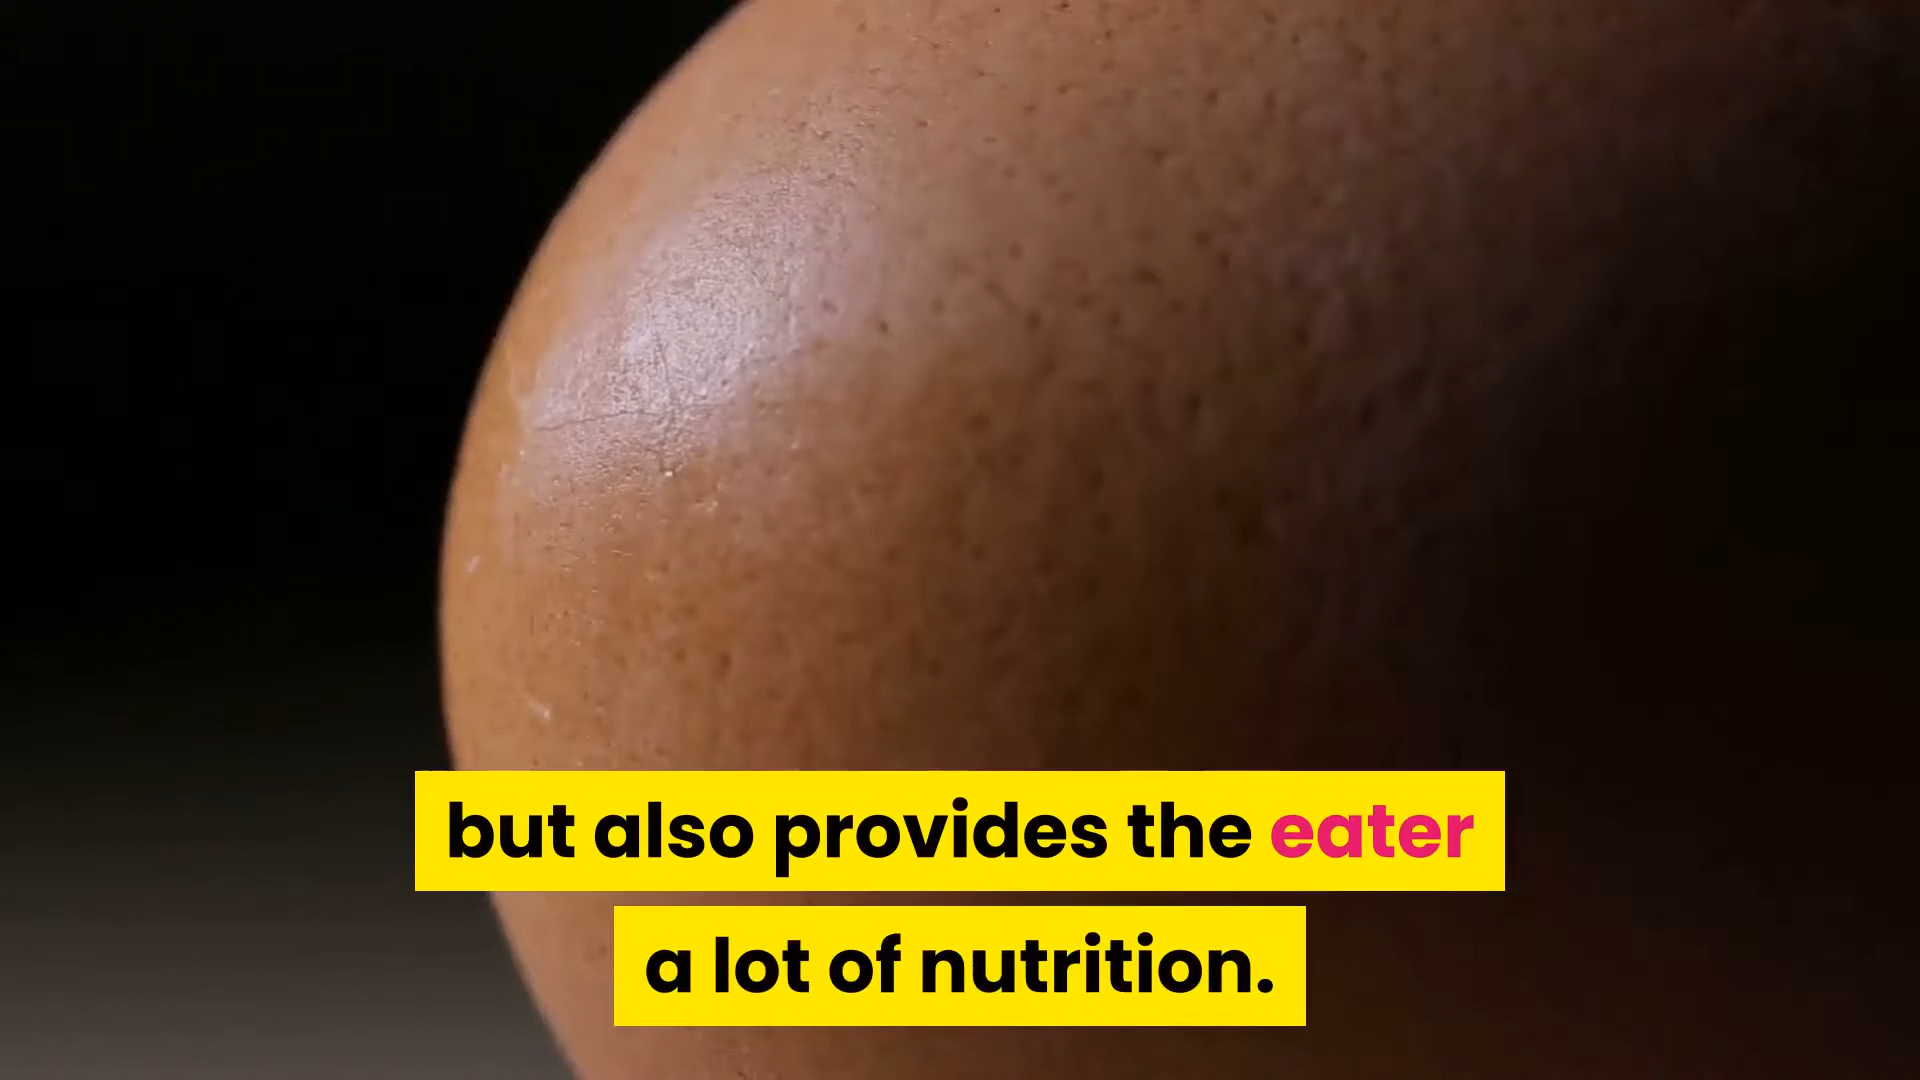 but also provides the eater
a lot of nutrition.